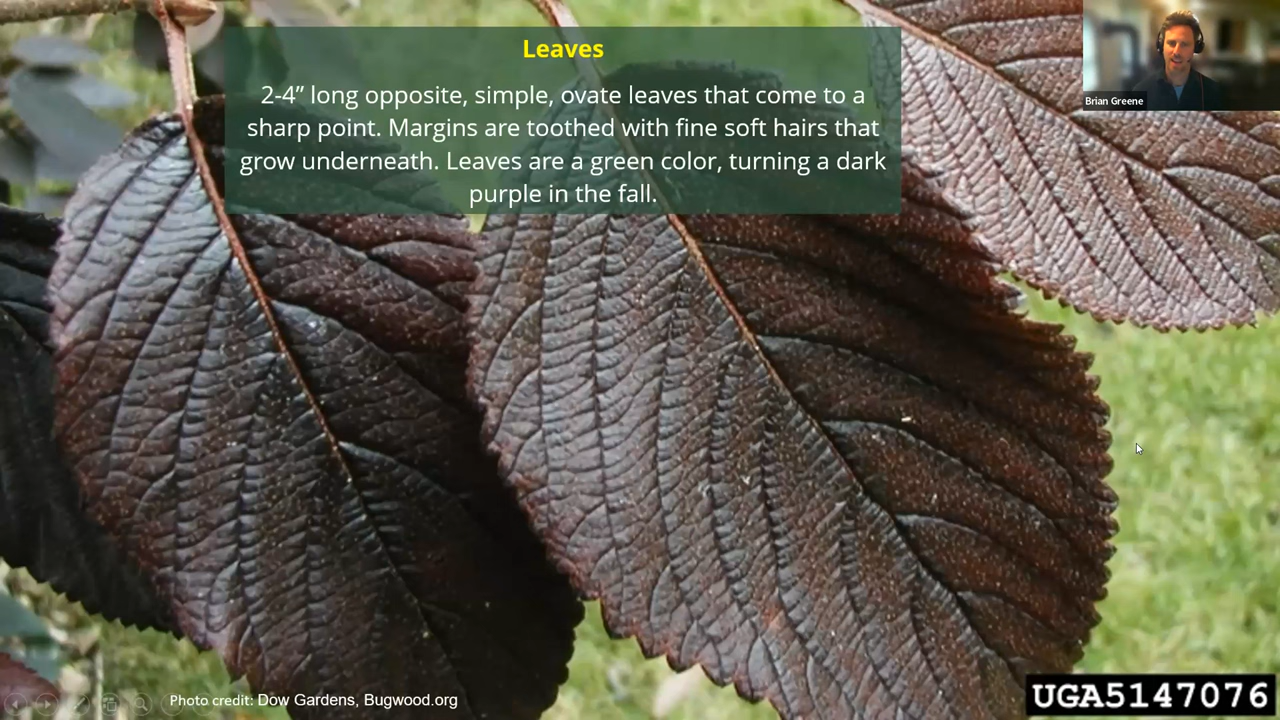 Leaves
2-4” long opposite, simple, ovate leaves that come to a
sharp point. Margins are toothed with fine soft hairs that
grow underneath. Leaves are a green color, turning a dark
purple in the fall.
Brian Greene
Photo credit: Dow Gardens, Bugwood.org
UGA5147076